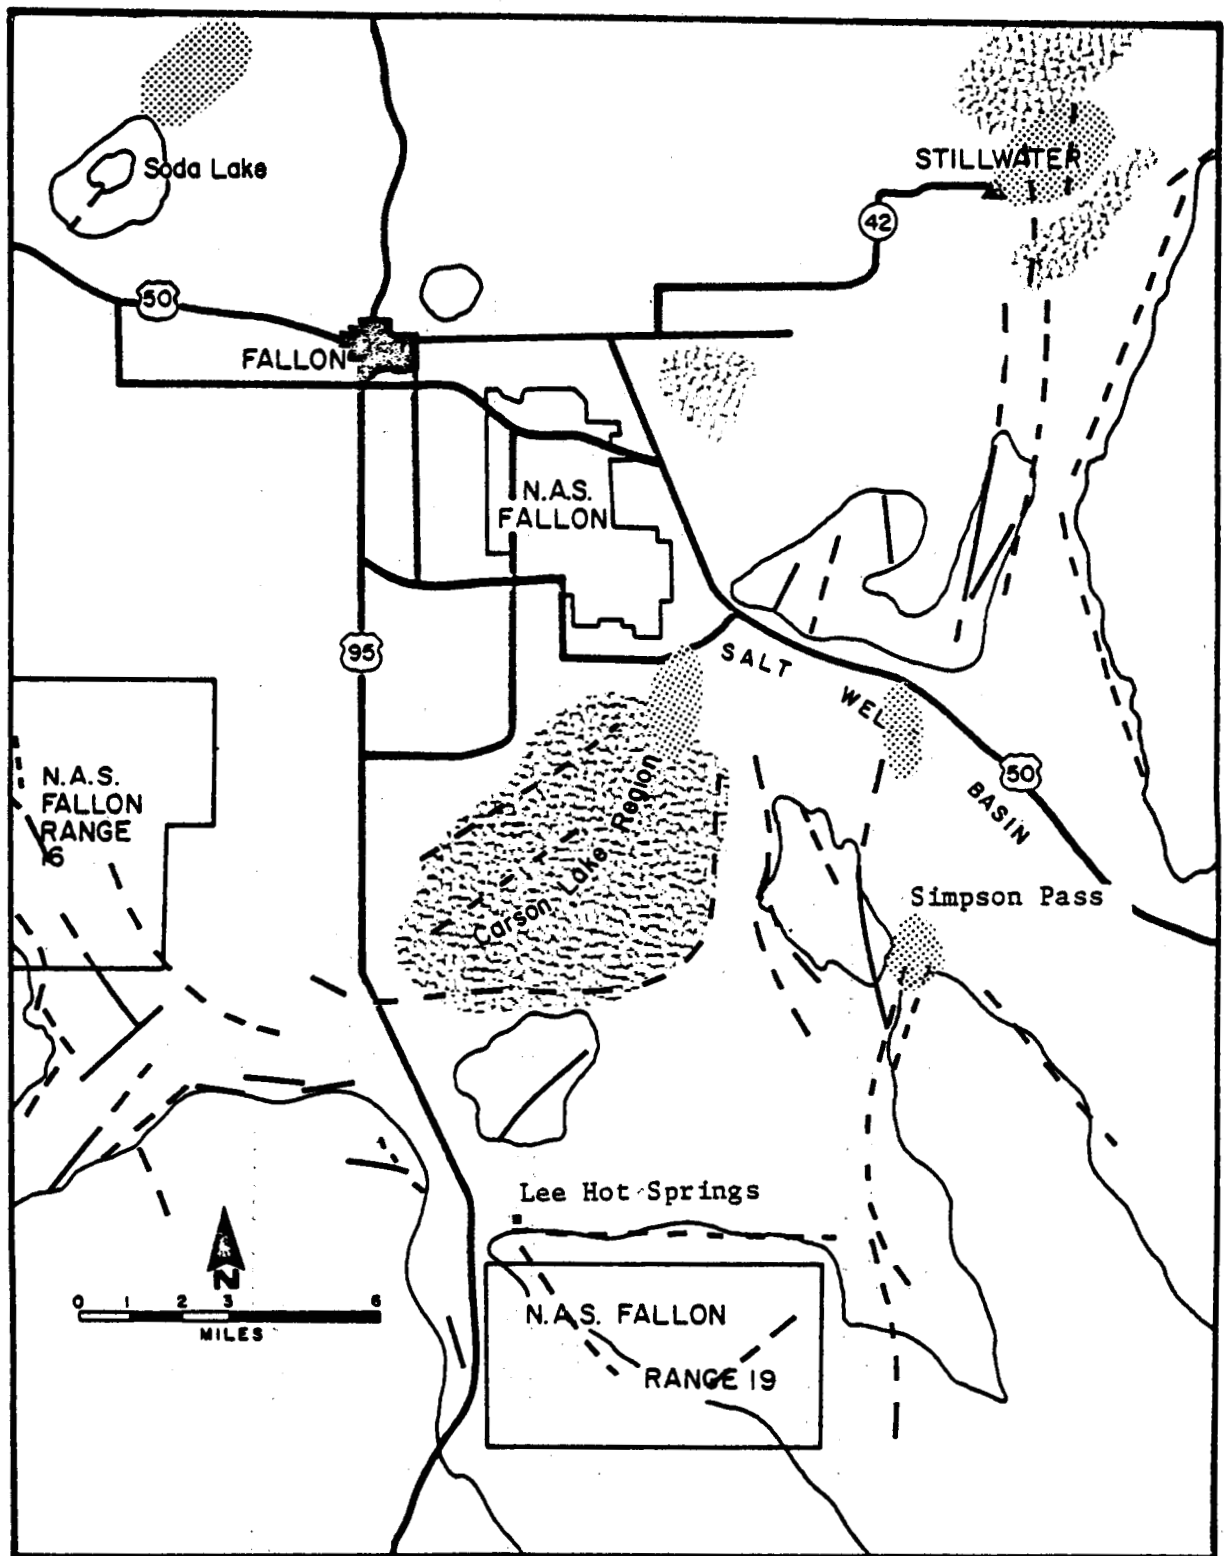 Soda Lake
STILLWATER
42
50
FALLON
N.A.S.
FALLON
95
SALT
WEL
BASIN
50
N.A.S.
FALLON
RANGE
16
Carson Lake Region
Simpson Pass
Lee Hot Springs
N
0 1 2 3 6
MILES
N.A.S. FALLON
RANGE 19